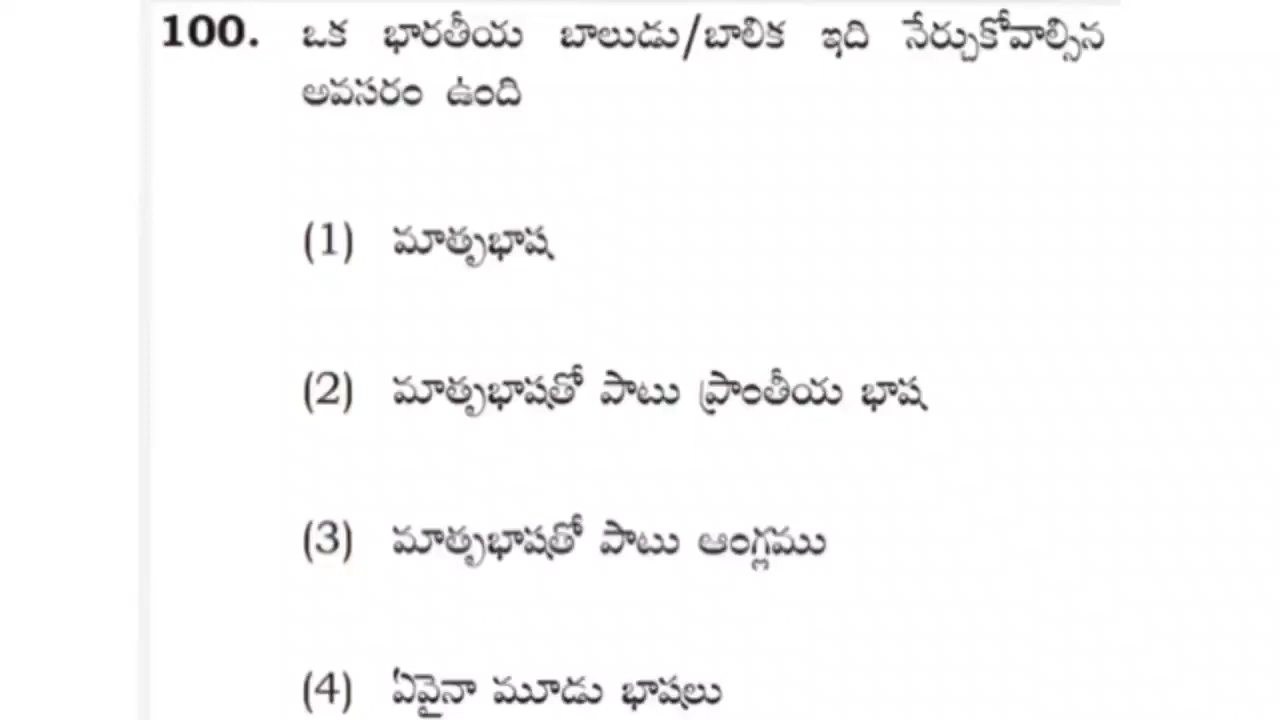 100. ఒక భారతీయ బాలుడు/బాలిక ఇది నేర్చుకోవాల్సిన
అవసరం ఉంది
(1) మాతృభాష
(2) మాతృభాషతో పాటు ప్రాంతీయ భాష
(3) మాతృభాషతో పాటు ఆంగ్లము
(4) ఏవైనా మూడు భాషలు